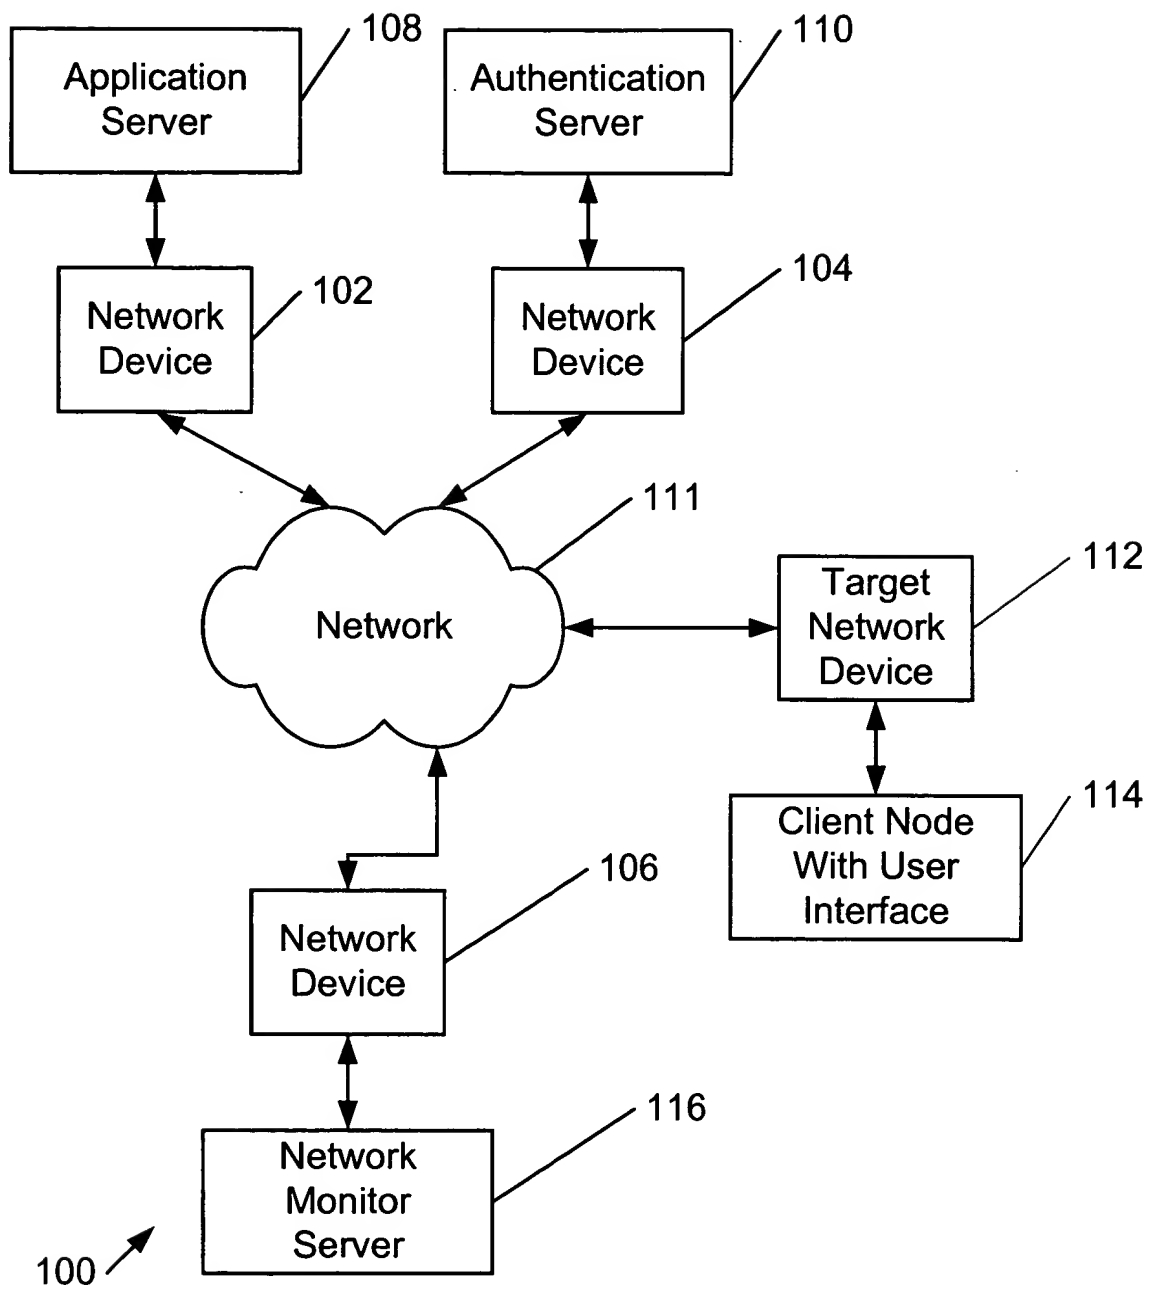 108
Application
Server
110
Authentication
Server
102
Network
Device
104
Network
Device
111
Network
112
Target
Network
Device
114
Client Node
With User
Interface
106
Network
Device
116
Network
Monitor
Server
100